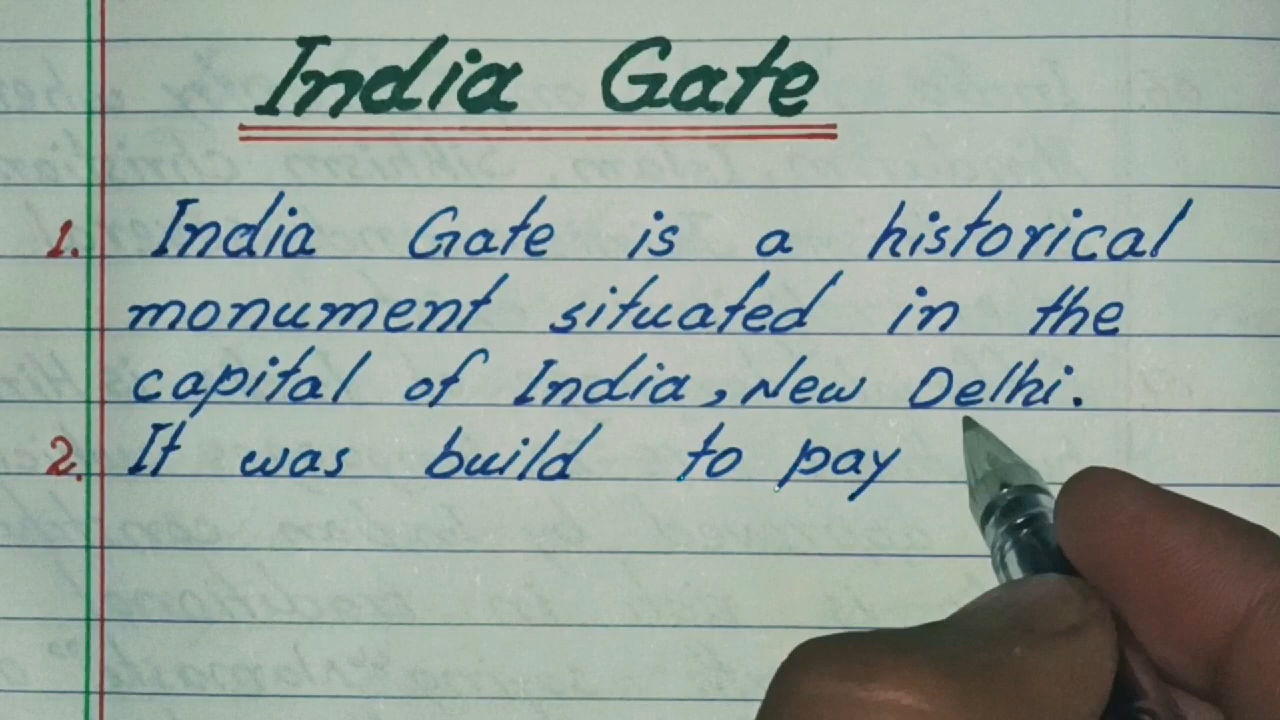 India Gate
1. India Gate is a historical
monument situated in the
capital of India, New Delhi.
2. It was build to pay